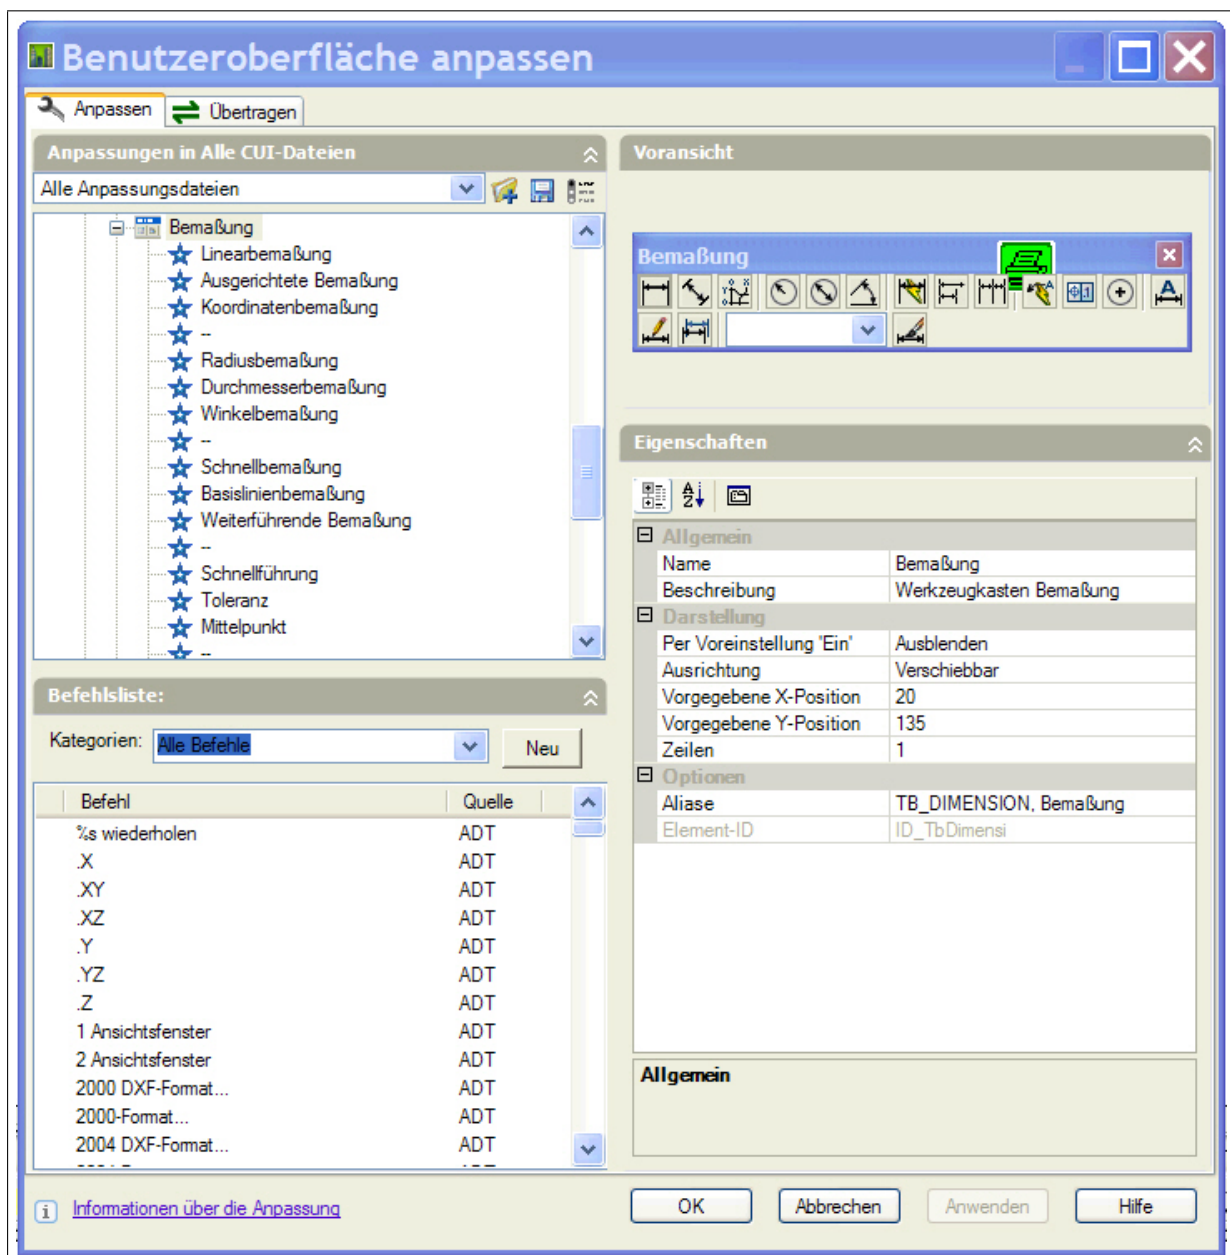 Benutzeroberfläche anpassen
Anpassen
Übertragen
Anpassungen in Alle CUI-Dateien
Alle Anpassungsdateien
Bemaßung
Linearbemaßung
Ausgerichtete Bemaßung
Koordinatenbemaßung
--
Radiusbemaßung
Durchmesserbemaßung
Winkelbemaßung
--
Schnellbemaßung
Basislinienbemaßung
Weiterführende Bemaßung
--
Schnellführung
Toleranz
Mittelpunkt
--
Befehlsliste:
Kategorien: Alle Befehle
Neu
Befehl Quelle
%s wiederholen ADT
.X ADT
.XY ADT
.XZ ADT
.Y ADT
.YZ ADT
.Z ADT
1 Ansichtsfenster ADT
2 Ansichtsfenster ADT
2000 DXF-Format... ADT
2000-Format... ADT
2004 DXF-Format... ADT
Informationen über die Anpassung
Voransicht
Bemaßung
Eigenschaften
Allgemein
Name Bemaßung
Beschreibung Werkzeugkasten Bemaßung
Darstellung
Per Voreinstellung 'Ein' Ausblenden
Ausrichtung Verschiebbar
Vorgegebene X-Position 20
Vorgegebene Y-Position 135
Zeilen 1
Optionen
Aliase TB_DIMENSION, Bemaßung
Element-ID ID_TbDimensi
Allgemein
OK
Abbrechen
Anwenden
Hilfe